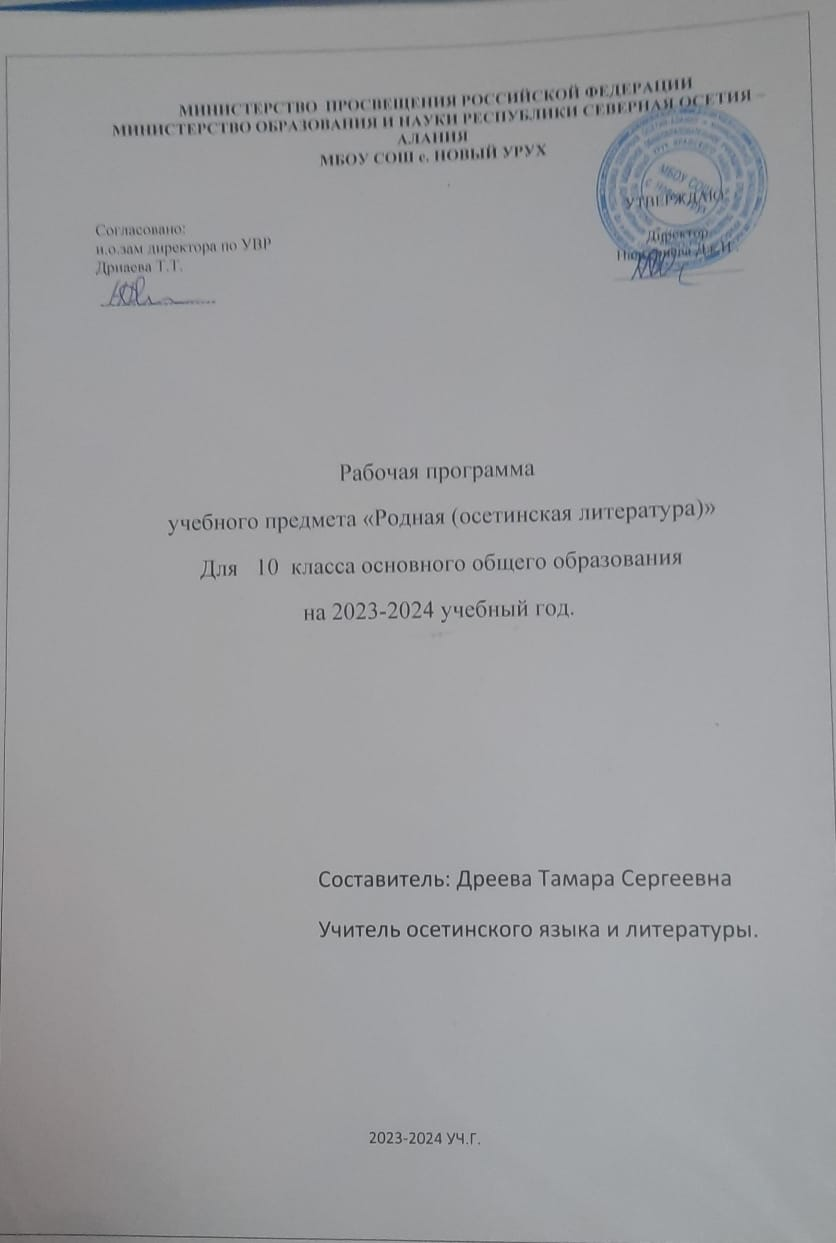 МИНИСТЕРСТВО ПРОСВЕЩЕНИЯ РОССИЙСКОЙ ФЕДЕРАЦИИ
МИНИСТЕРСТВО ОБРАЗОВАНИЯ И НАУКИ РЕСПУБЛИКИ СЕВЕРНАЯ ОСЕТИЯ –
АЛАНИЯ
МБОУ СОШ с. НОВЫЙ УРУХ
УТВЕРЖДАЮ:
Согласовано:
и.о.зам директора по УВР
Дриаева Т.Т.
Директор
МБОУ СОШ
Рабочая программа
учебного предмета «Родная (осетинская литература)»
Для 10 класса основного общего образования
на 2023-2024 учебный год.
Составитель: Дреева Тамара Сергеевна
Учитель осетинского языка и литературы.
2023-2024 УЧ.Г.